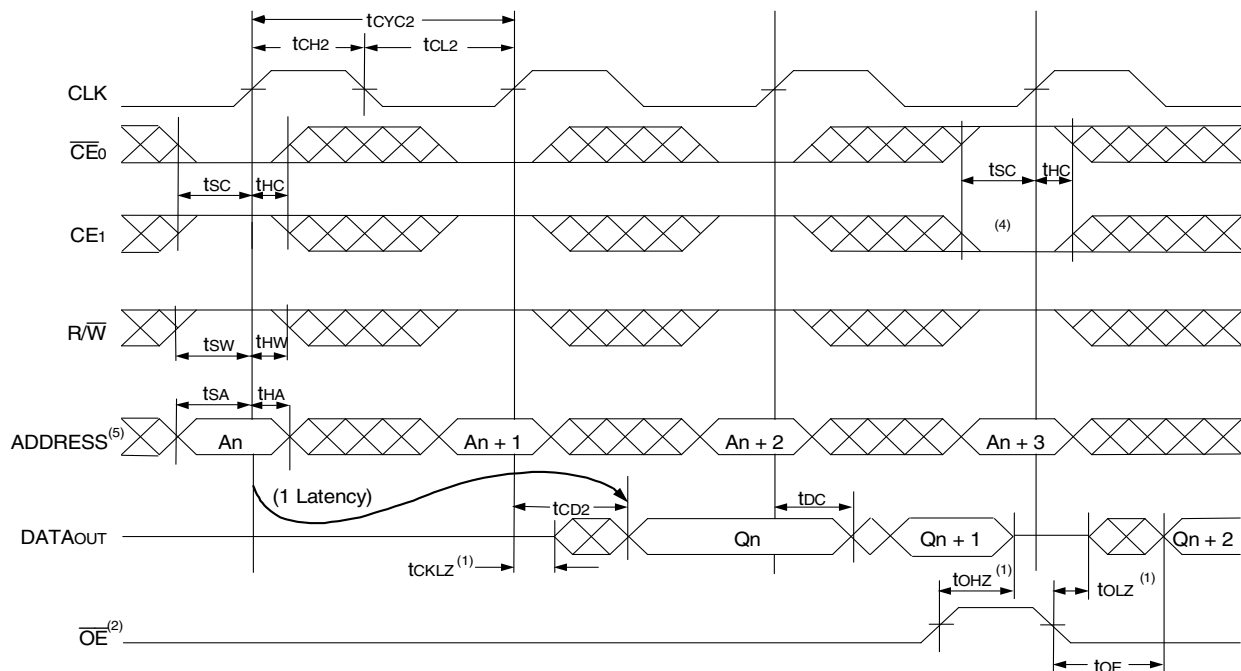 tCYC2
tCH2 tCL2
CLK
CE0
tSC tHC tSC tHC
CE1 (4)
R/W
tSW tHW
tSA tHA
ADDRESS(5) An An + 1 An + 2 An + 3
(1 Latency) tCD2 tDC
DATAOUT Qn Qn + 1 Qn + 2
tCKLZ(1) tOHZ(1) tOLZ(1)
OE(2)
tOE